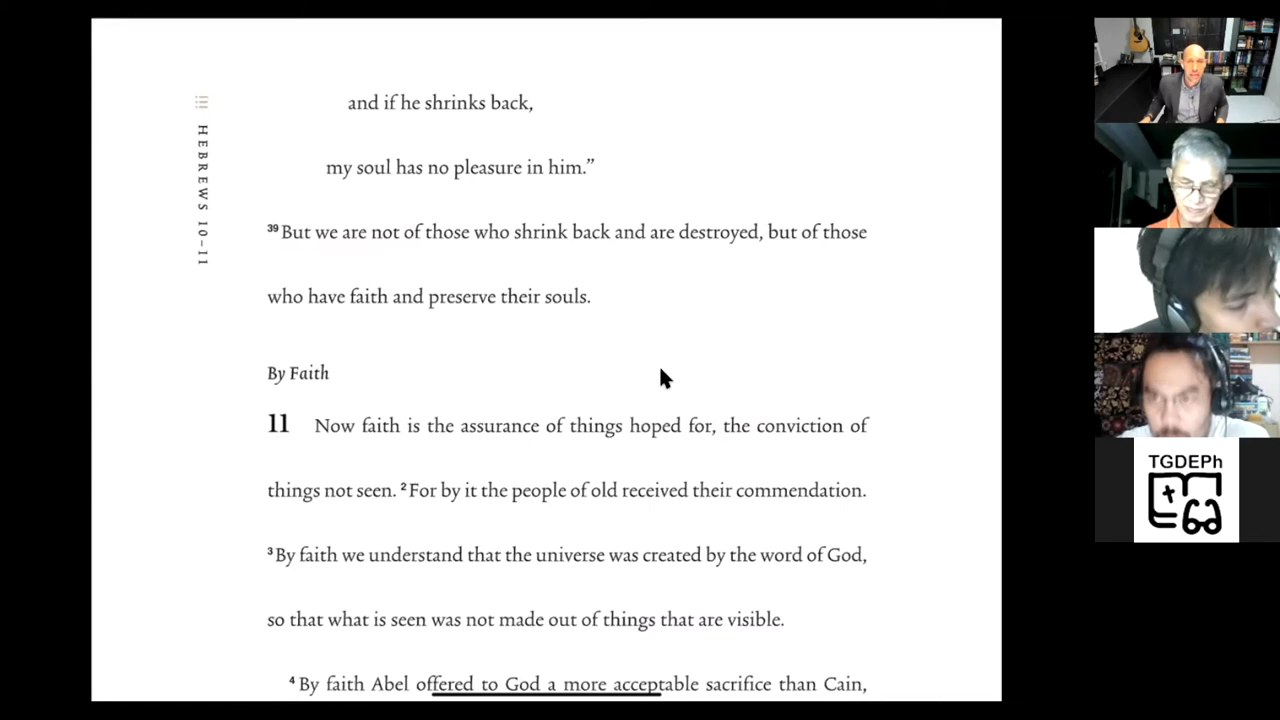 HEBREWS 10–11
and if he shrinks back,
my soul has no pleasure in him.”
39 But we are not of those who shrink back and are destroyed, but of those
who have faith and preserve their souls.
By Faith
11 Now faith is the assurance of things hoped for, the conviction of
things not seen. 2 For by it the people of old received their commendation.
3 By faith we understand that the universe was created by the word of God,
so that what is seen was not made out of things that are visible.
4 By faith Abel offered to God a more acceptable sacrifice than Cain,
TGDEPh